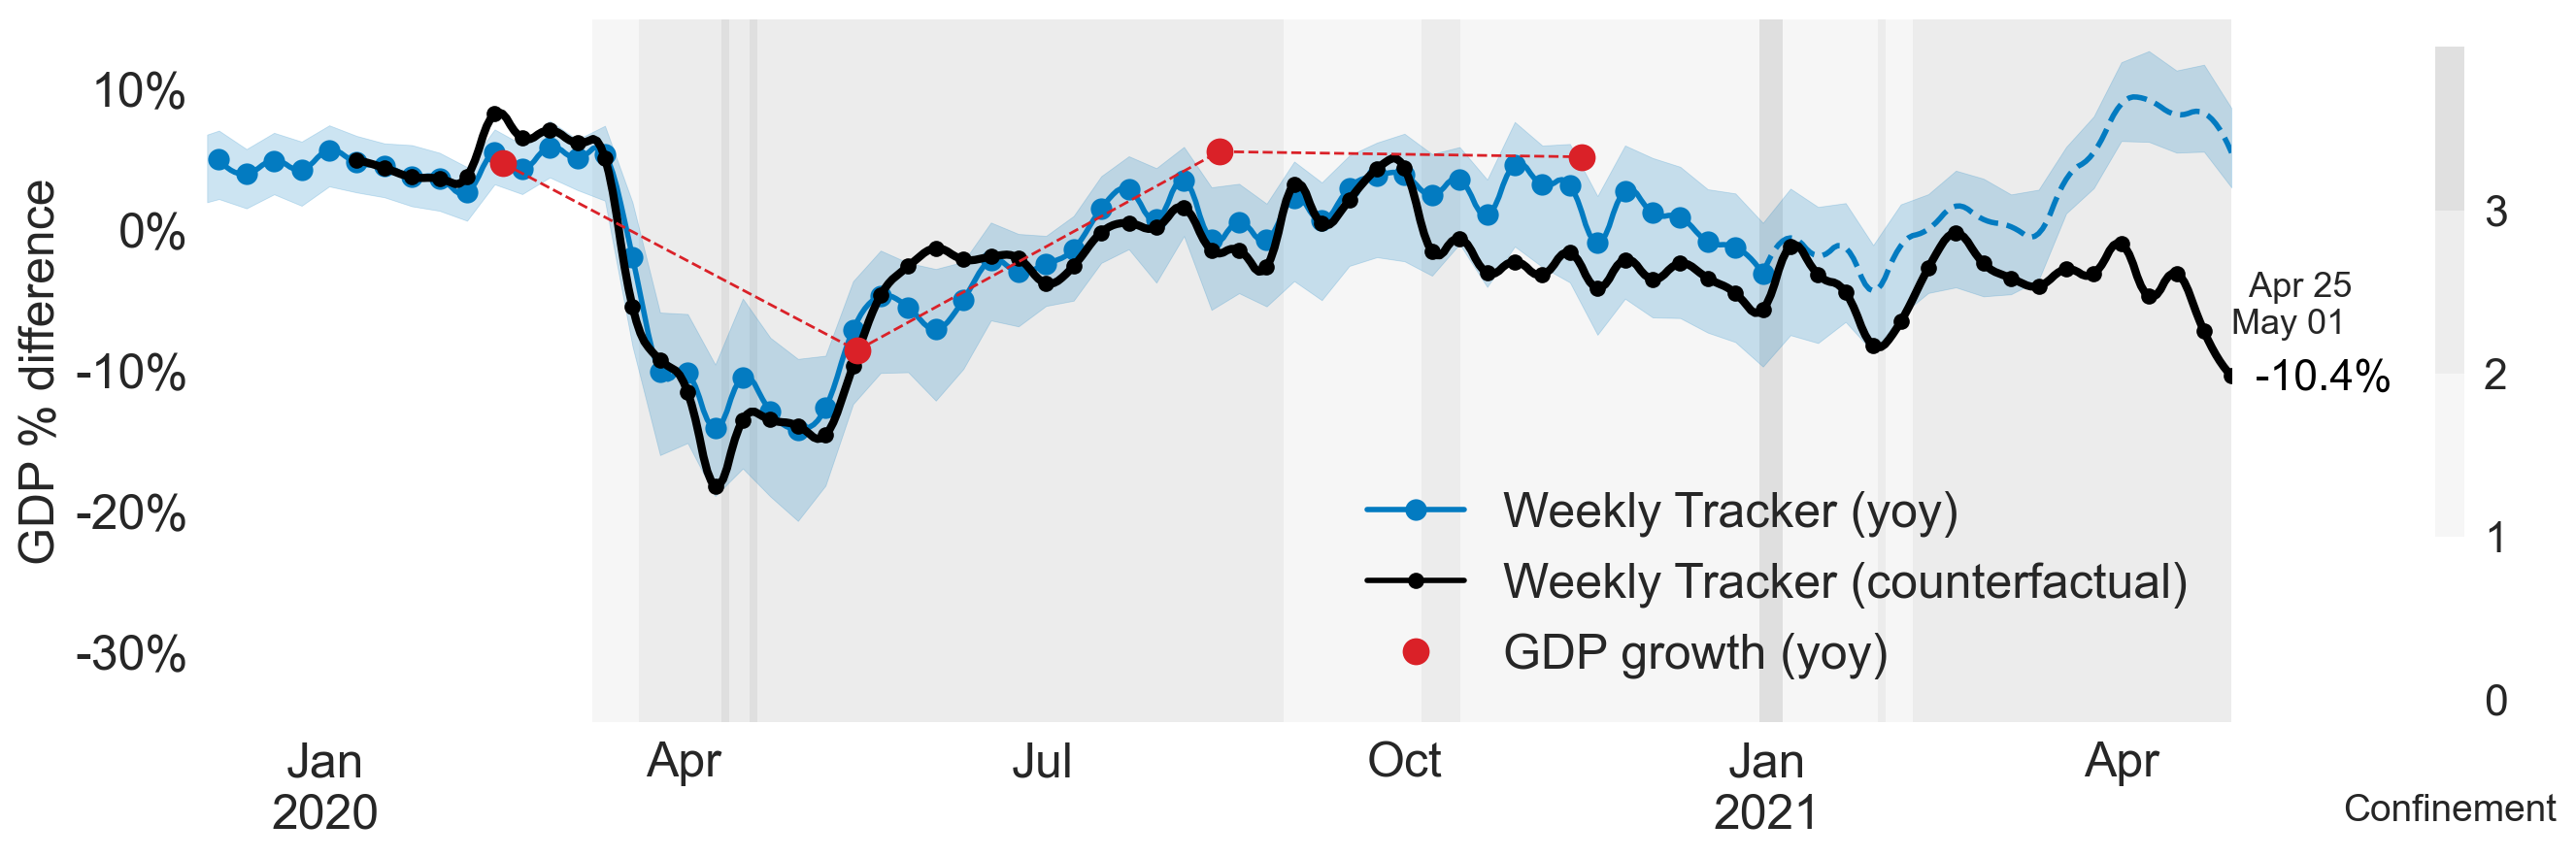 GDP % difference
10%
0%
-10%
-20%
-30%
Weekly Tracker (yoy)
Weekly Tracker (counterfactual)
GDP growth (yoy)
Apr 25
May 01
-10.4%
3
2
1
0
Jan
2020
Apr
Jul
Oct
Jan
2021
Apr
Confinement